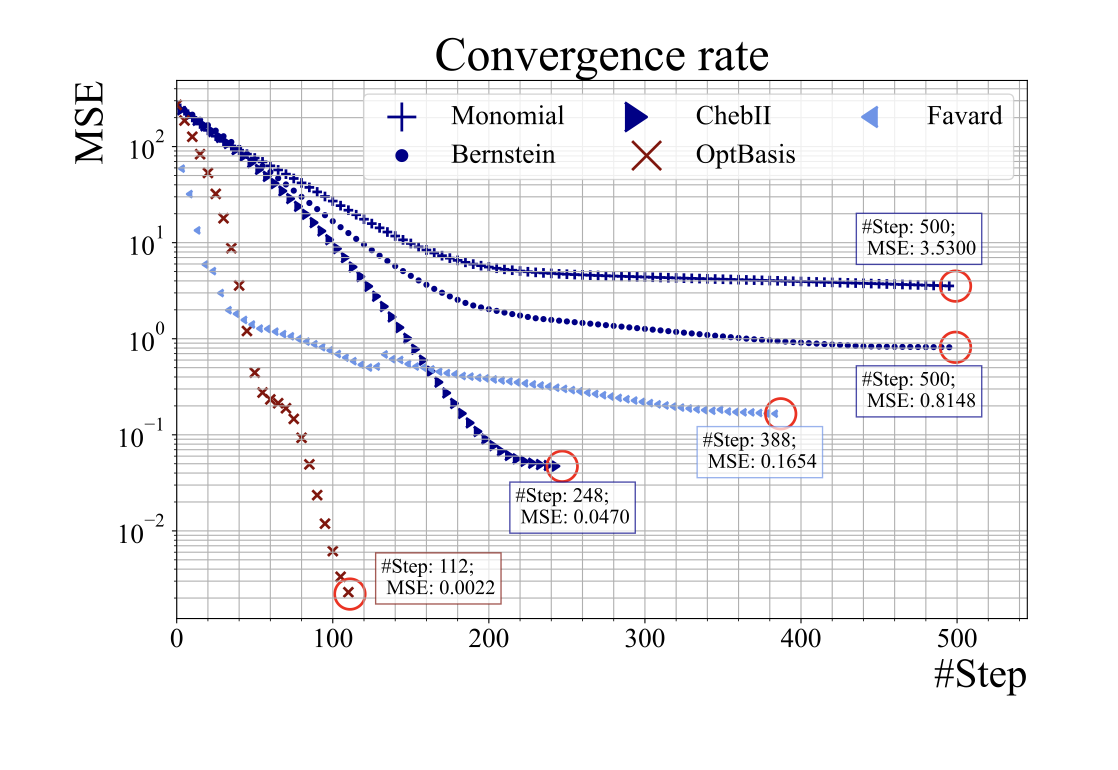 Convergence rate
MSE
Monomial
ChebII
Favard
Bernstein
OptBasis
10^2
10^1
10^0
10^−1
10^−2
#Step: 500;
MSE: 3.5300
#Step: 500;
MSE: 0.8148
#Step: 388;
MSE: 0.1654
#Step: 248;
MSE: 0.0470
#Step: 112;
MSE: 0.0022
0 100 200 300 400 500
#Step